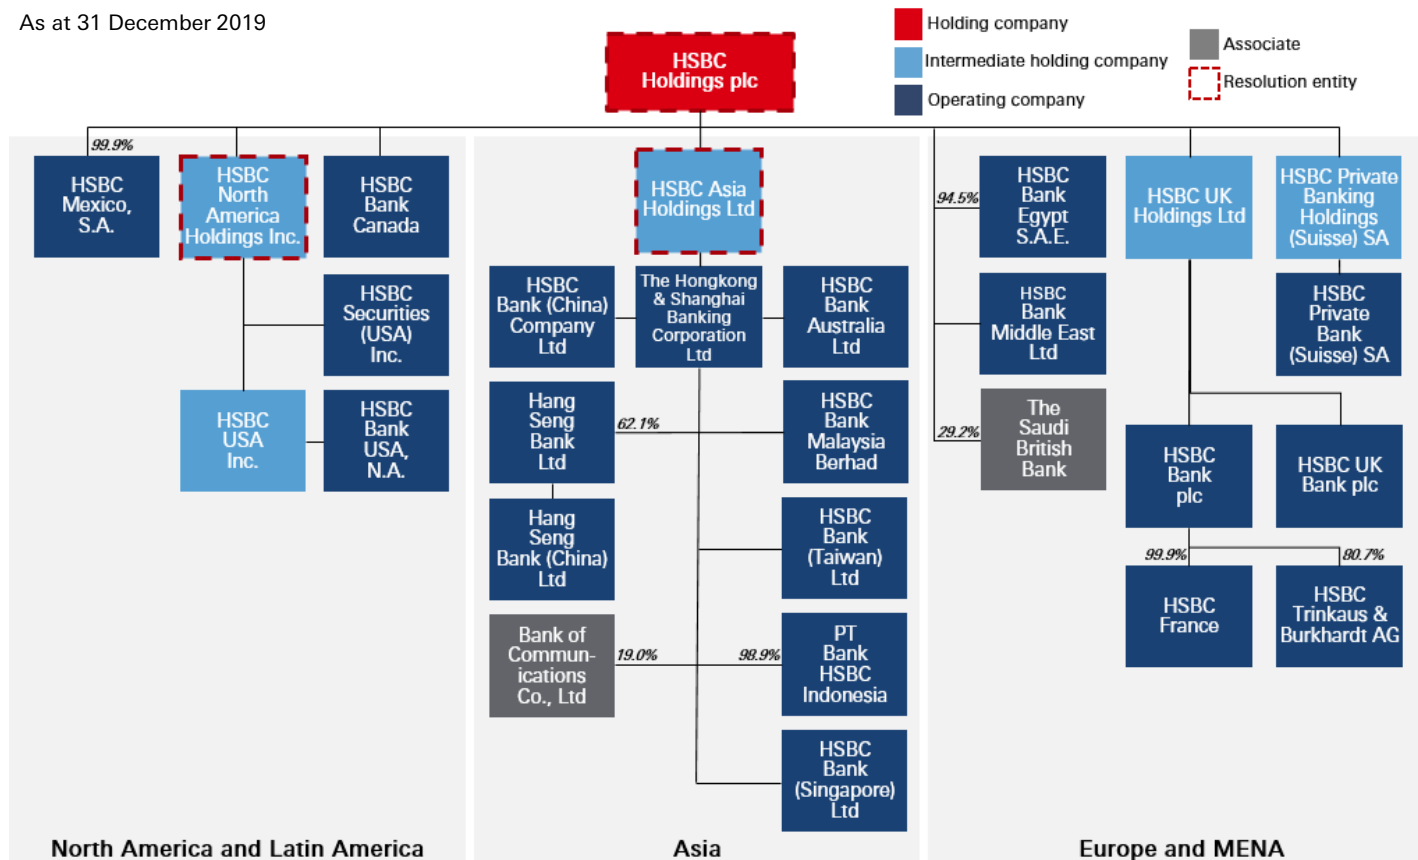 As at 31 December 2019
Holding company
Intermediate holding company
Operating company
Associate
Resolution entity
HSBC
Holdings plc
99.9%
HSBC
Mexico,
S.A.
HSBC
North
America
Holdings Inc.
HSBC
Bank
Canada
HSBC
Securities
(USA)
Inc.
HSBC
USA
Inc.
HSBC
Bank
USA,
N.A.
North America and Latin America
HSBC Asia
Holdings Ltd
HSBC
Bank (China)
Company
Ltd
The Hongkong
& Shanghai
Banking
Corporation
Ltd
HSBC
Bank
Australia
Ltd
Hang
Seng
Bank
Ltd
62.1%
HSBC
Bank
Malaysia
Berhad
Hang
Seng
Bank (China)
Ltd
HSBC
Bank
(Taiwan)
Ltd
Bank of
Commun-
ications
Co., Ltd
19.0%
98.9%
PT
Bank
HSBC
Indonesia
HSBC
Bank
(Singapore)
Ltd
Asia
94.5%
HSBC
Bank
Egypt
S.A.E.
HSBC UK
Holdings Ltd
HSBC Private
Banking
Holdings
(Suisse) SA
HSBC
Bank
Middle East
Ltd
HSBC
Private
Bank
(Suisse) SA
29.2%
The
Saudi
British
Bank
HSBC
Bank
plc
HSBC UK
Bank plc
99.9%
80.7%
HSBC
France
HSBC
Trinkaus &
Burkhardt AG
Europe and MENA